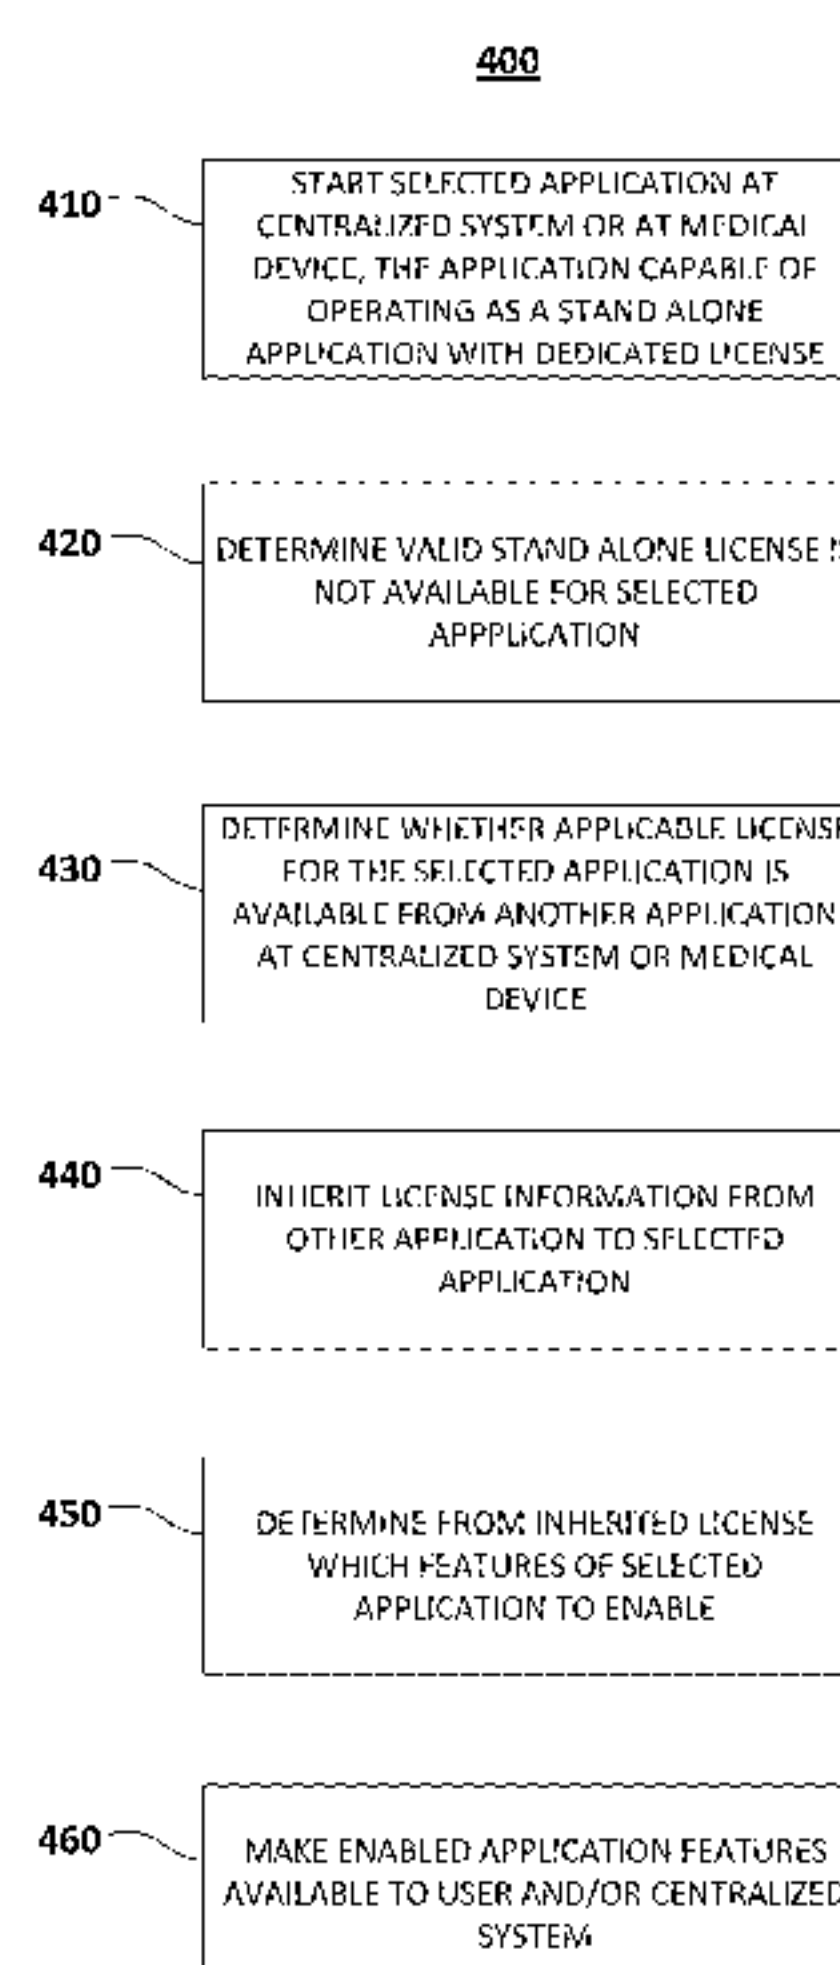 400
410
START SELECTED APPLICATION AT
CENTRALIZED SYSTEM OR AT MEDICAL
DEVICE, THE APPLICATION CAPABLE OF
OPERATING AS A STAND ALONE
APPLICATION WITH DEDICATED LICENSE
420
DETERMINE VALID STAND ALONE LICENSE IS
NOT AVAILABLE FOR SELECTED
APPPLICATION
430
DETERMINE WHETHER APPLICABLE LICENSE
FOR THE SELECTED APPLICATION IS
AVAILABLE FROM ANOTHER APPLICATION
AT CENTRALIZED SYSTEM OR MEDICAL
DEVICE
440
INHERIT LICENSE INFORMATION FROM
OTHER APPLICATION TO SELECTED
APPLICATION
450
DETERMINE FROM INHERITED LICENSE
WHICH FEATURES OF SELECTED
APPLICATION TO ENABLE
460
MAKE ENABLED APPLICATION FEATURES
AVAILABLE TO USER AND/OR CENTRALIZED
SYSTEM